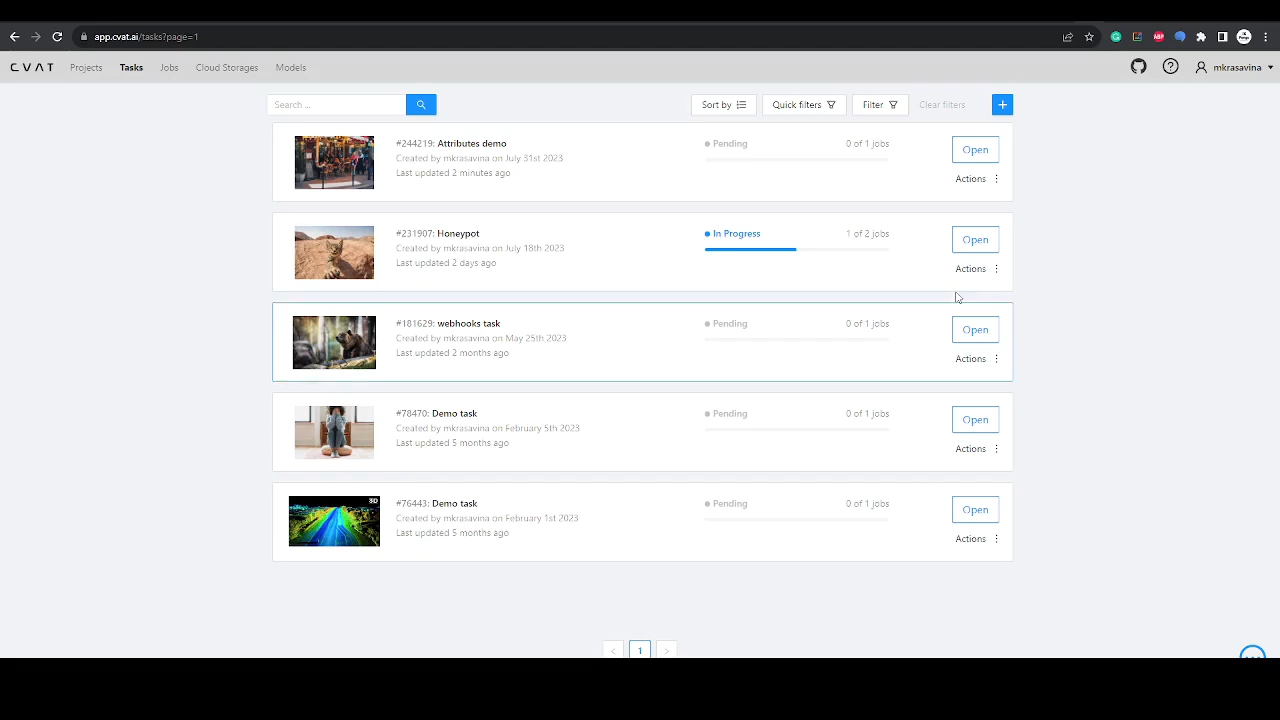 app.cvat.ai/tasks?page=1
CVAT Projects Tasks Jobs Cloud Storages Models mkrasavina
Search ... Sort by Quick filters Filter Clear filters +
#244219: Attributes demo Pending 0 of 1 jobs Open
Created by mkrasavina on July 31st 2023
Last updated 2 minutes ago Actions
#231907: Honeypot In Progress 1 of 2 jobs Open
Created by mkrasavina on July 18th 2023
Last updated 2 days ago Actions
#181629: webhooks task Pending 0 of 1 jobs Open
Created by mkrasavina on May 25th 2023
Last updated 2 months ago Actions
#78470: Demo task Pending 0 of 1 jobs Open
Created by mkrasavina on February 5th 2023
Last updated 5 months ago Actions
3D
#76443: Demo task Pending 0 of 1 jobs Open
Created by mkrasavina on February 1st 2023
Last updated 5 months ago Actions
< 1 >